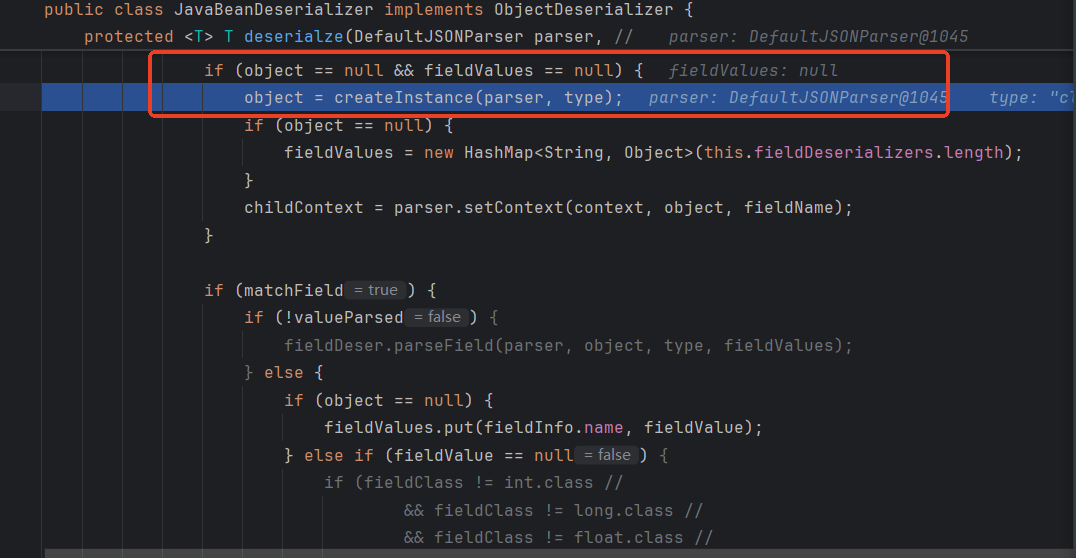 public class JavaBeanDeserializer implements ObjectDeserializer {
protected <T> T deserialze(DefaultJSONParser parser, // parser: DefaultJSONParser@1045
if (object == null && fieldValues == null) { fieldValues: null
object = createInstance(parser, type); parser: DefaultJSONParser@1045 type: "cl
if (object == null) {
fieldValues = new HashMap<String, Object>(this.fieldDeserializers.length);
}
childContext = parser.setContext(context, object, fieldName);
}
if (matchField = true ) {
if (!valueParsed = false ) {
fieldDeser.parseField(parser, object, type, fieldValues);
} else {
if (object == null) {
fieldValues.put(fieldInfo.name, fieldValue);
} else if (fieldValue == null = false ) {
if (fieldClass != int.class //
&& fieldClass != long.class //
&& fieldClass != float.class //